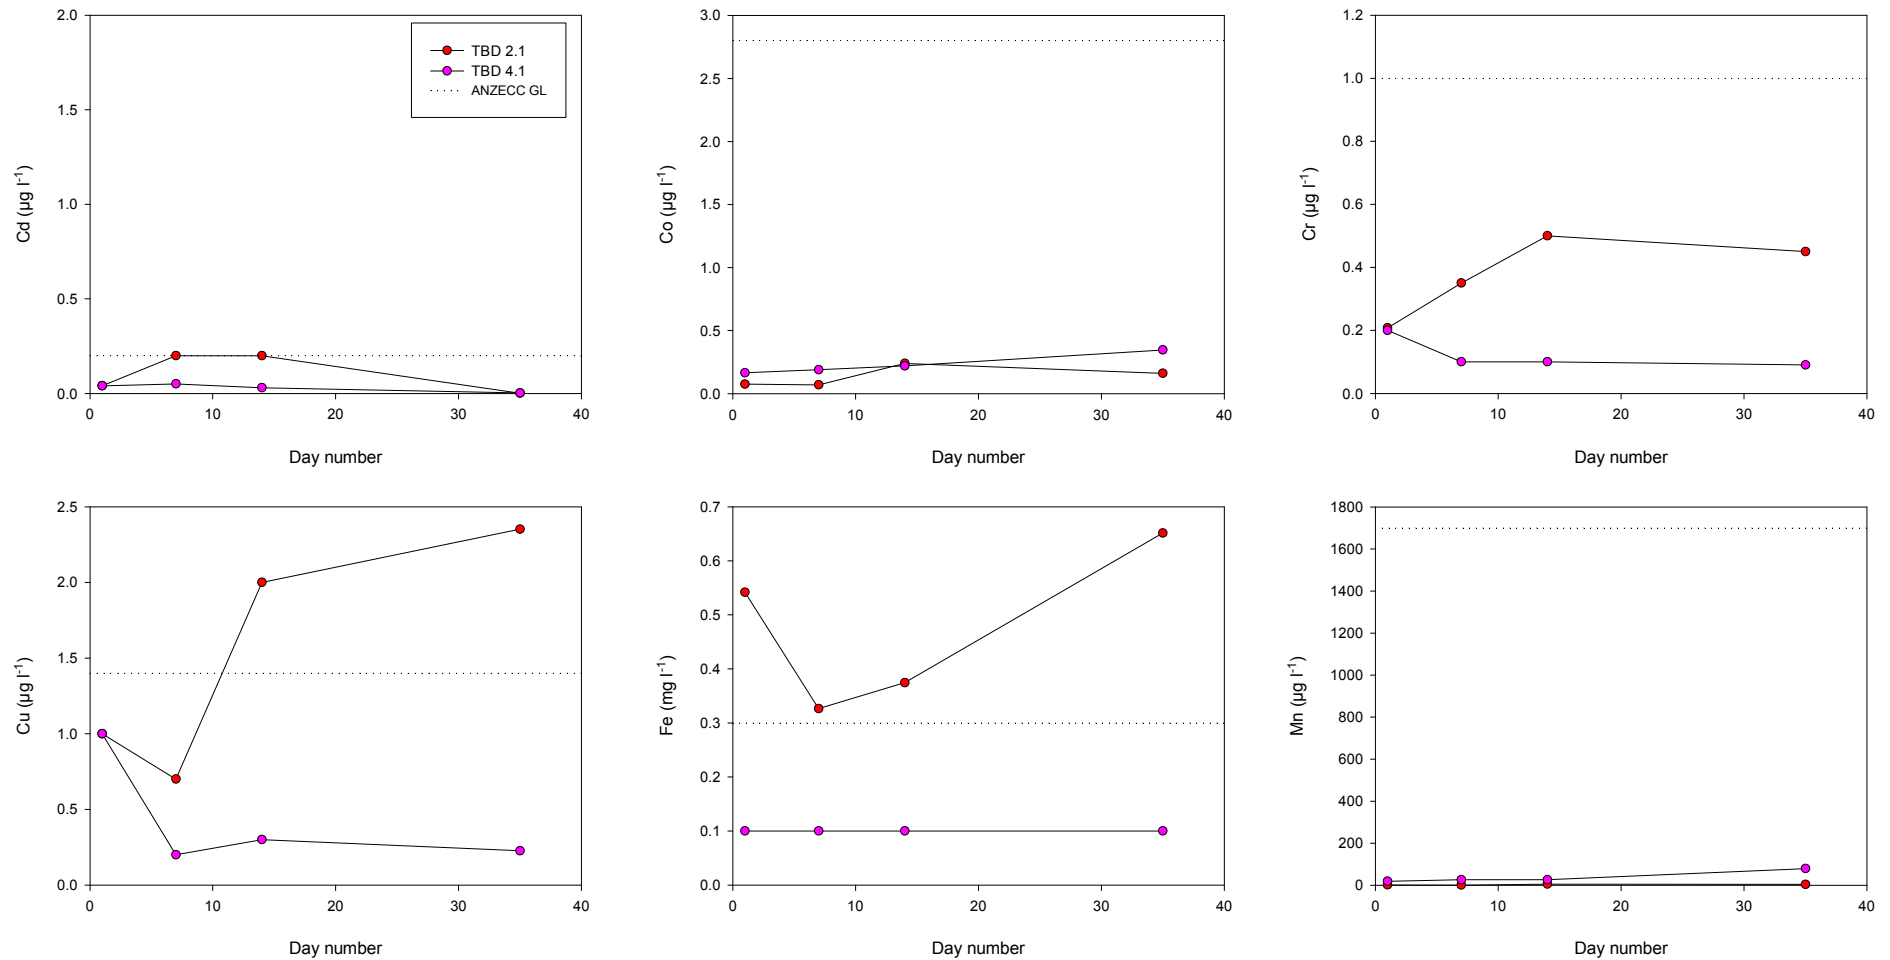 2.0
1.5
1.0
0.5
0.0
0 10 20 30 40
Cd (µg l-1)
Day number
TBD 2.1
TBD 4.1
ANZECC GL
3.0
2.5
2.0
1.5
1.0
0.5
0.0
0 10 20 30 40
Co (µg l-1)
Day number
1.2
1.0
0.8
0.6
0.4
0.2
0.0
0 10 20 30 40
Cr (µg l-1)
Day number
2.5
2.0
1.5
1.0
0.5
0.0
0 10 20 30 40
Cu (µg l-1)
Day number
0.7
0.6
0.5
0.4
0.3
0.2
0.1
0.0
0 10 20 30 40
Fe (mg l-1)
Day number
1800
1600
1400
1200
1000
800
600
400
200
0
0 10 20 30 40
Mn (µg l-1)
Day number